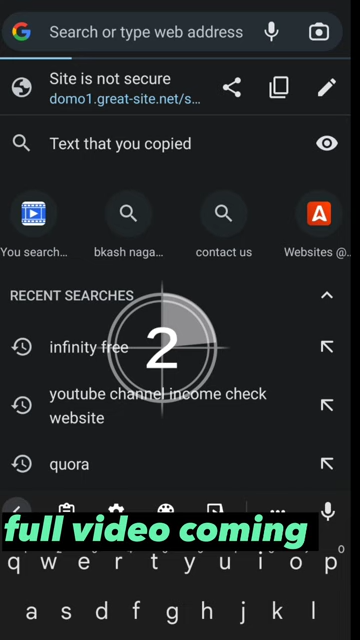 Search or type web address
Site is not secure
domo1.great-site.net/s...
Text that you copied
You search...
bkash naga...
contact us
Websites @...
RECENT SEARCHES
2
infinity free
youtube channel income check
website
quora
full video coming
q w e r t y u i o p
a s d f g h j k l